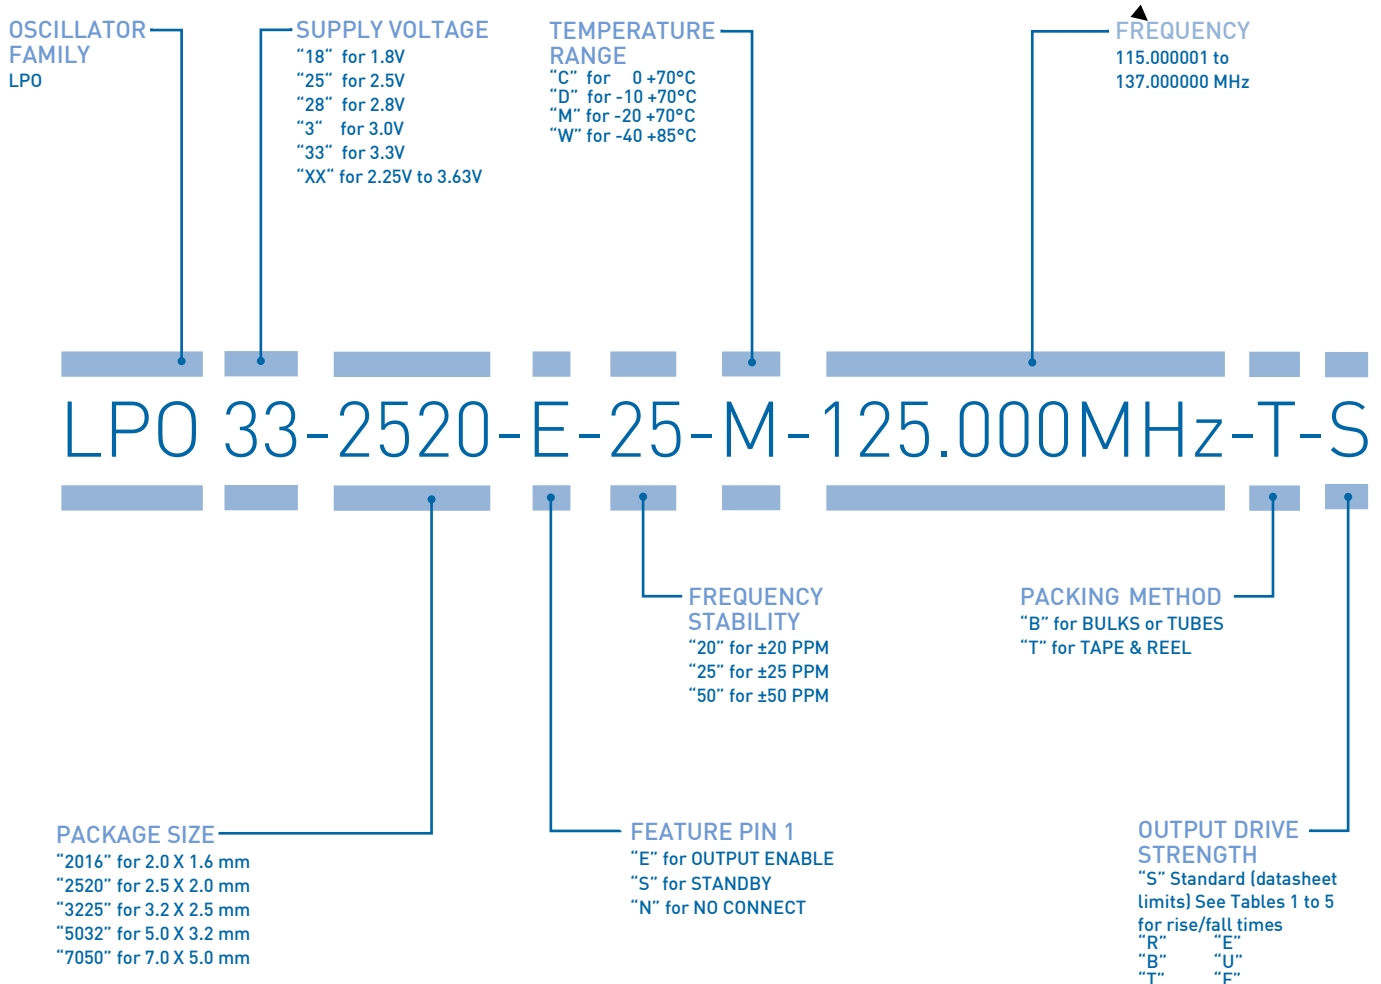 OSCILLATOR
FAMILY
LPO
SUPPLY VOLTAGE
“18“ for 1.8V
“25“ for 2.5V
“28“ for 2.8V
“3“ for 3.0V
“33“ for 3.3V
“XX“ for 2.25V to 3.63V
TEMPERATURE
RANGE
“C” for 0 +70°C
“D” for -10 +70°C
“M” for -20 +70°C
“W” for -40 +85°C
FREQUENCY
115.000001 to
137.000000 MHz
LPO 33-2520-E-25-M-125.000MHz-T-S
FREQUENCY
STABILITY
“20” for ±20 PPM
“25” for ±25 PPM
“50” for ±50 PPM
PACKING METHOD
“B” for BULKS or TUBES
“T” for TAPE & REEL
PACKAGE SIZE
“2016” for 2.0 X 1.6 mm
“2520” for 2.5 X 2.0 mm
“3225” for 3.2 X 2.5 mm
“5032” for 5.0 X 3.2 mm
“7050” for 7.0 X 5.0 mm
FEATURE PIN 1
“E” for OUTPUT ENABLE
“S” for STANDBY
“N” for NO CONNECT
OUTPUT DRIVE
STRENGTH
“S” Standard (datasheet
limits) See Tables 1 to 5
for rise/fall times
“R” “E”
“B” “U”
“T” “F”